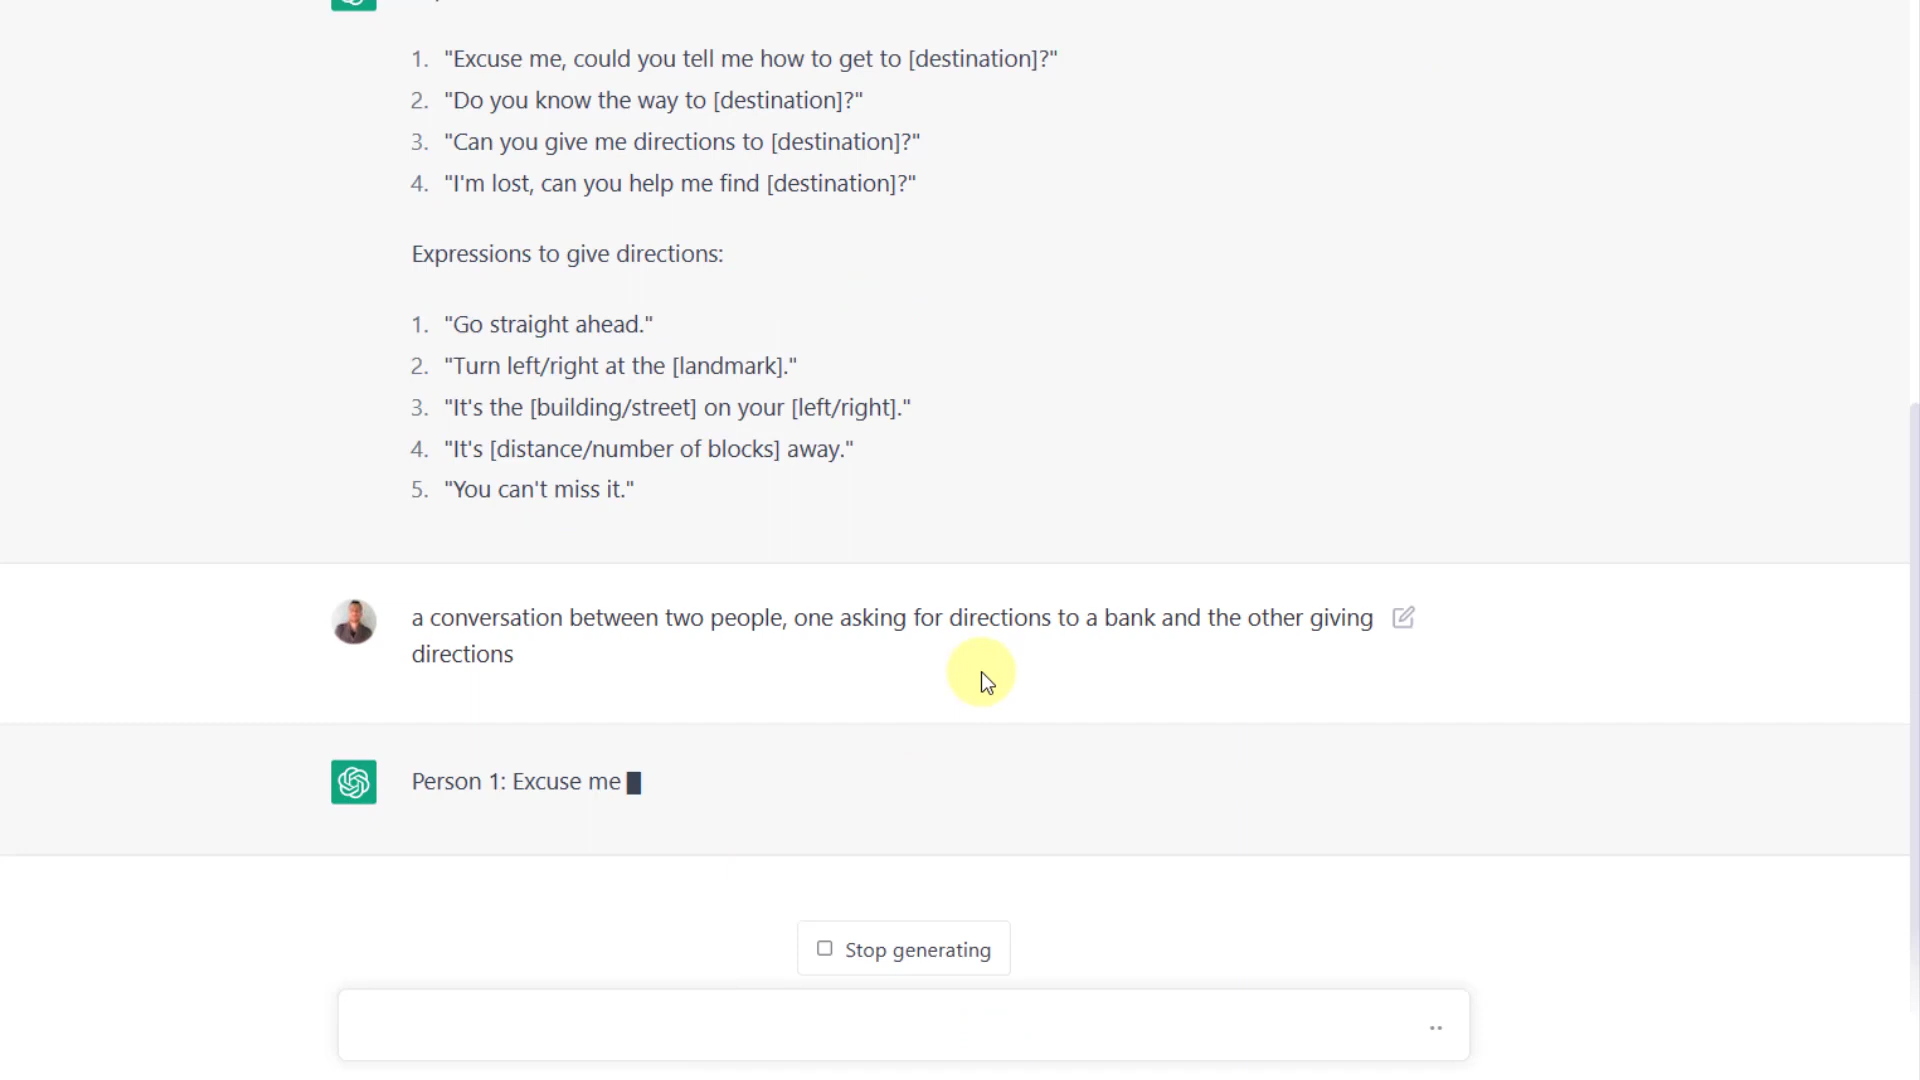 1. "Excuse me, could you tell me how to get to [destination]?"
2. "Do you know the way to [destination]?"
3. "Can you give me directions to [destination]?"
4. "I'm lost, can you help me find [destination]?"
Expressions to give directions:
1. "Go straight ahead."
2. "Turn left/right at the [landmark]."
3. "It's the [building/street] on your [left/right]."
4. "It's [distance/number of blocks] away."
5. "You can't miss it."
a conversation between two people, one asking for directions to a bank and the other giving
directions
Person 1: Excuse me
Stop generating